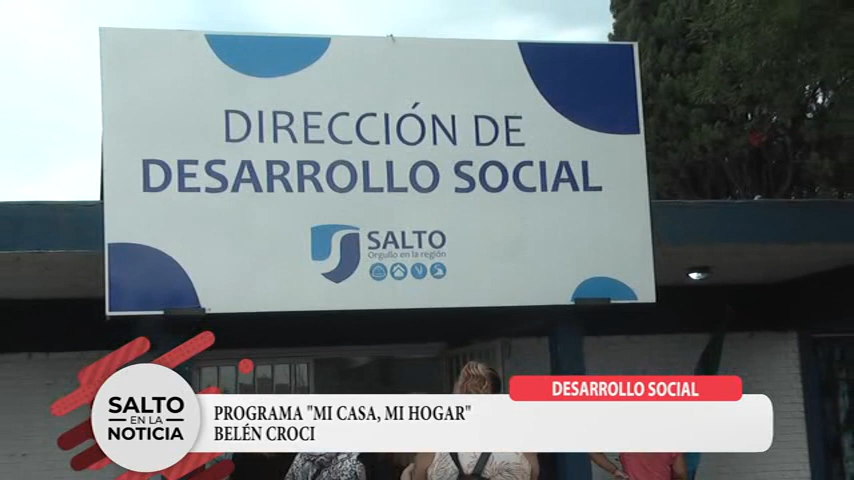 DIRECCIÓN DE
DESARROLLO SOCIAL
SALTO
Orgullo en la región
DESARROLLO SOCIAL
SALTO
EN LA
NOTICIA
PROGRAMA "MI CASA, MI HOGAR"
BELÉN CROCI